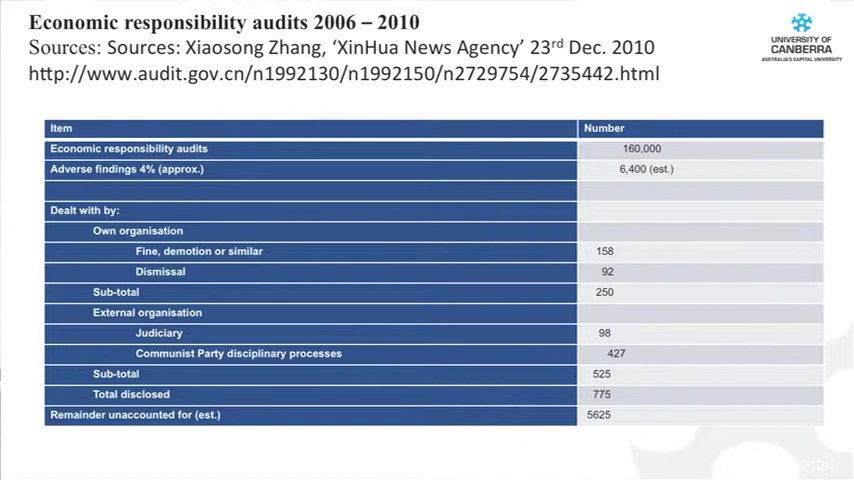 Economic responsibility audits 2006 – 2010
Sources: Sources: Xiaosong Zhang, ‘XinHua News Agency’ 23rd Dec. 2010
http://www.audit.gov.cn/n1992130/n1992150/n2729754/2735442.html
UNIVERSITY OF
CANBERRA
AUSTRALIA'S CAPITAL UNIVERSITY
Item Number
Economic responsibility audits 160,000
Adverse findings 4% (approx.) 6,400 (est.)
Dealt with by:
Own organisation
Fine, demotion or similar 158
Dismissal 92
Sub-total 250
External organisation
Judiciary 98
Communist Party disciplinary processes 427
Sub-total 525
Total disclosed 775
Remainder unaccounted for (est.) 5625